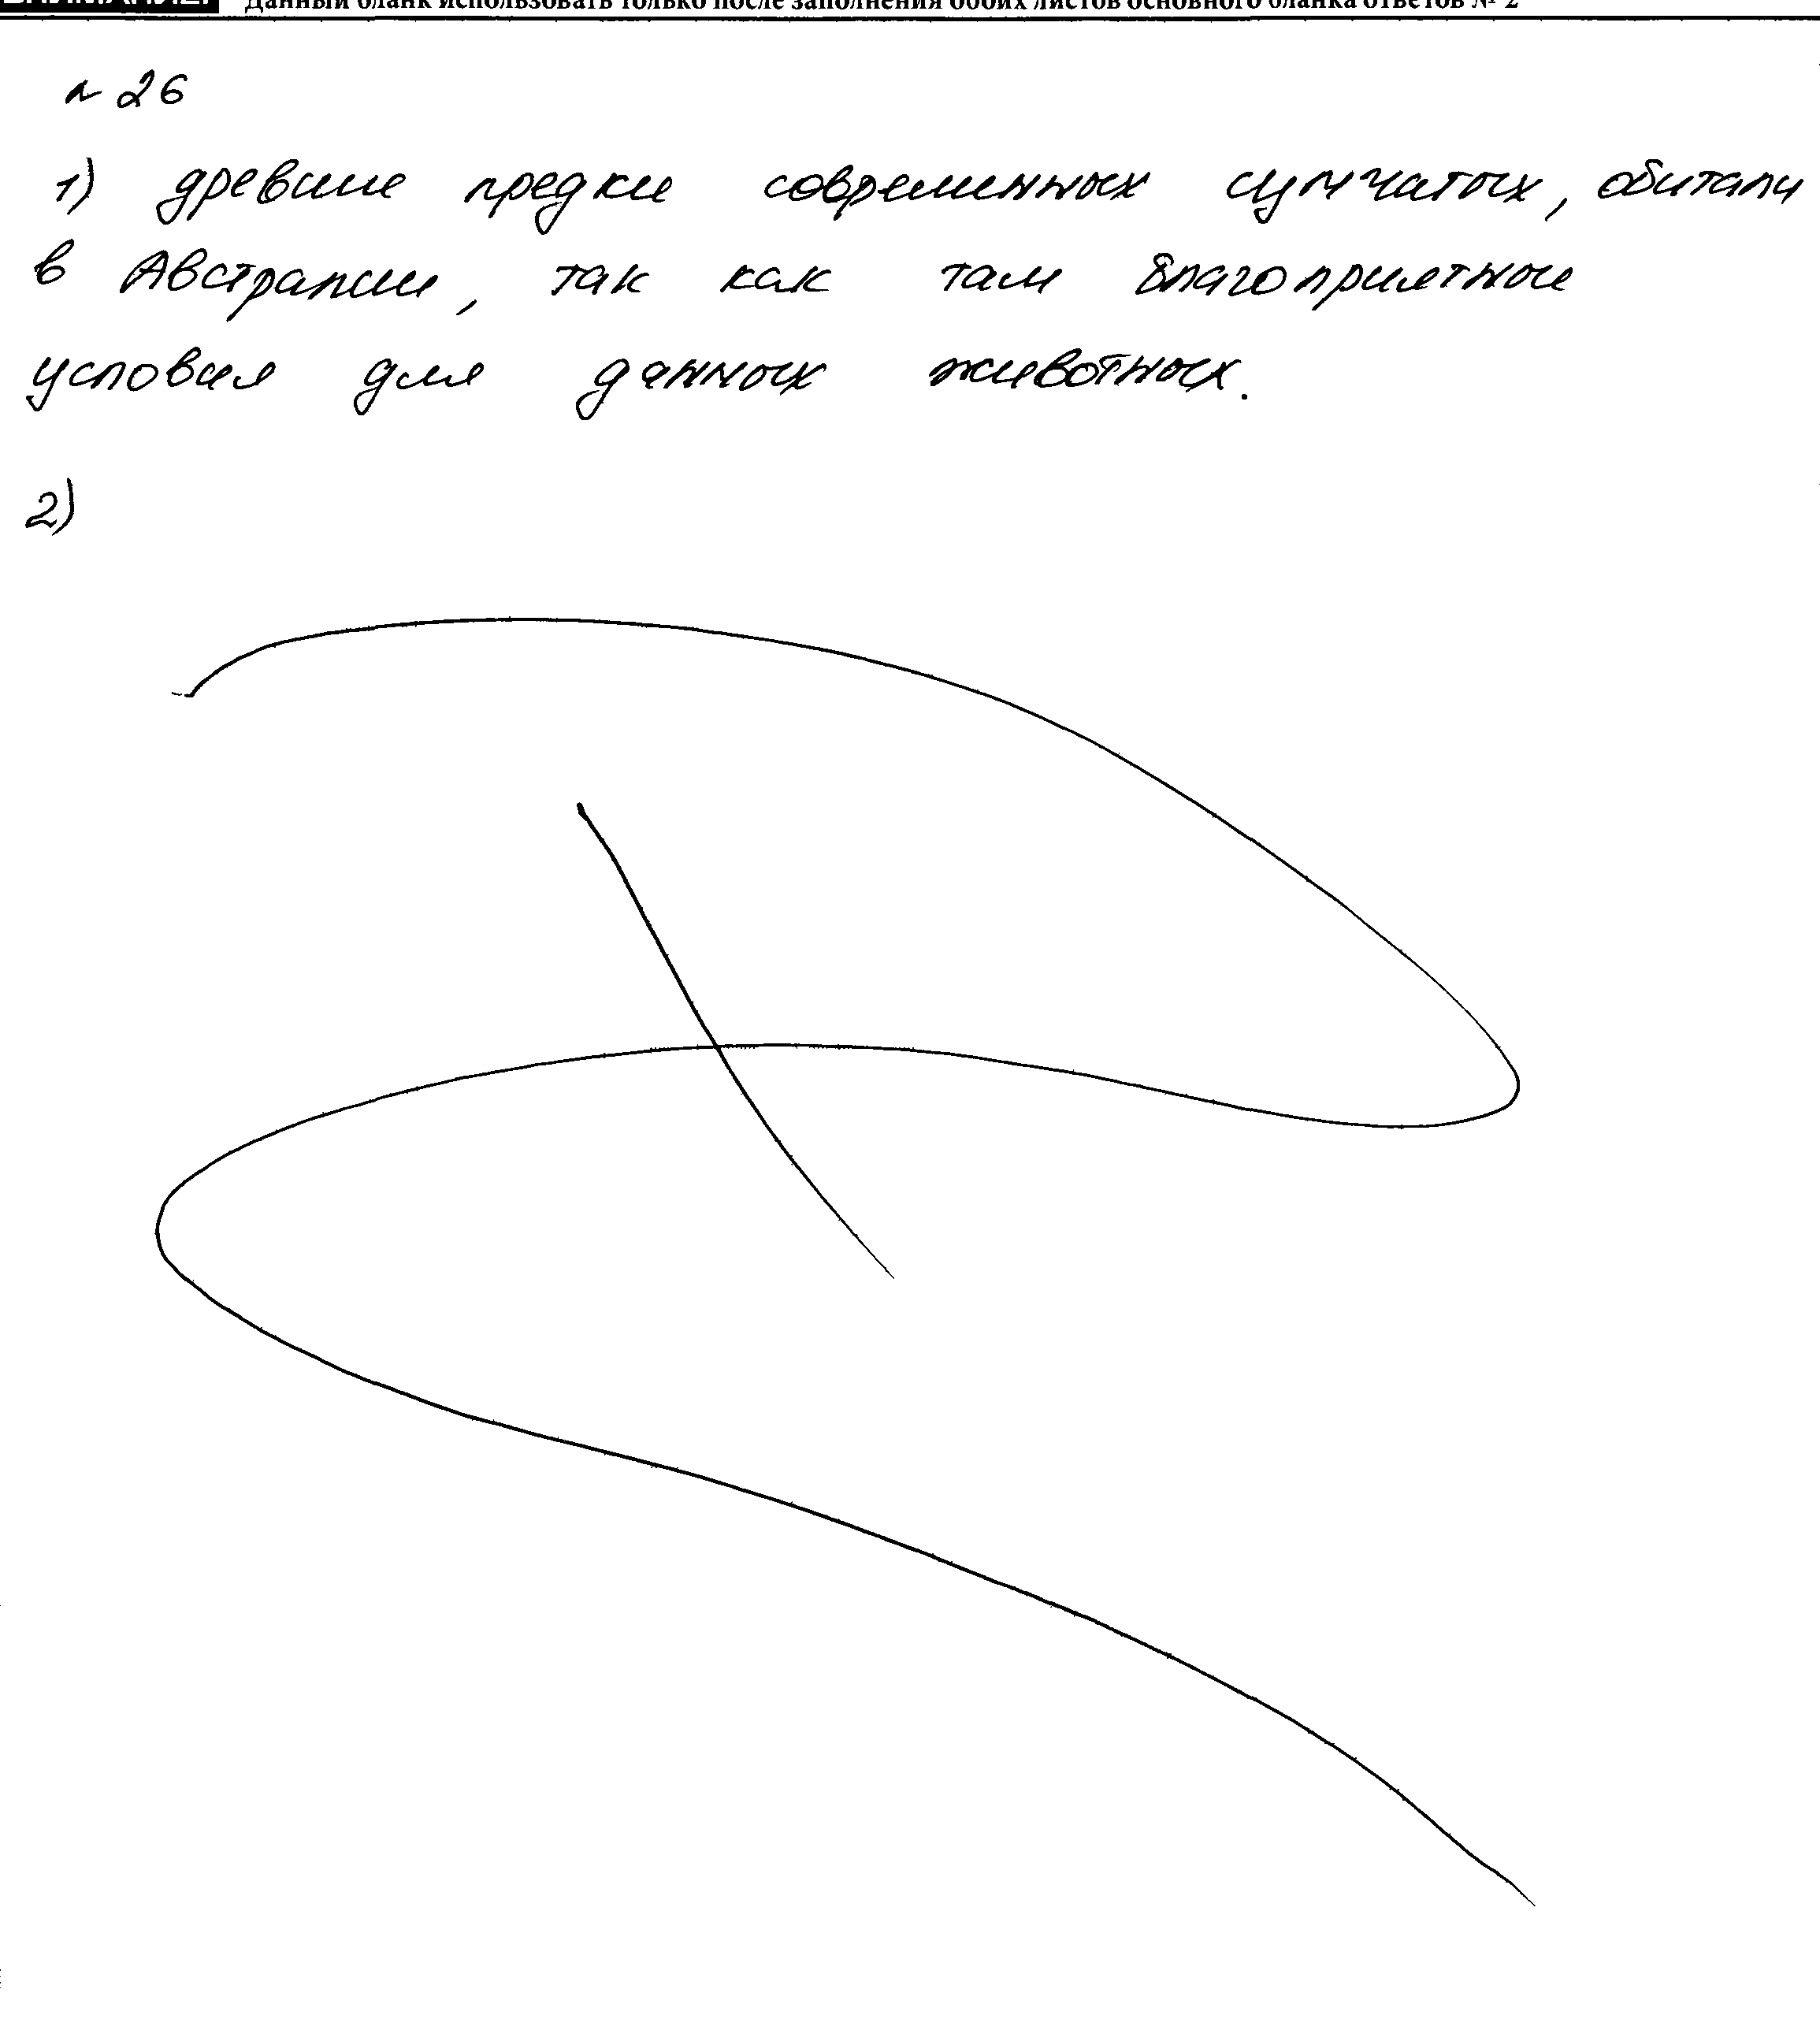 Данный бланк использовать только после заполнения обоих листов основного бланка ответов № 2
№ 26
1) древние предки современных сумчатых, обитали
в Австралии, так как там благоприятные
условия для данных животных.
2)